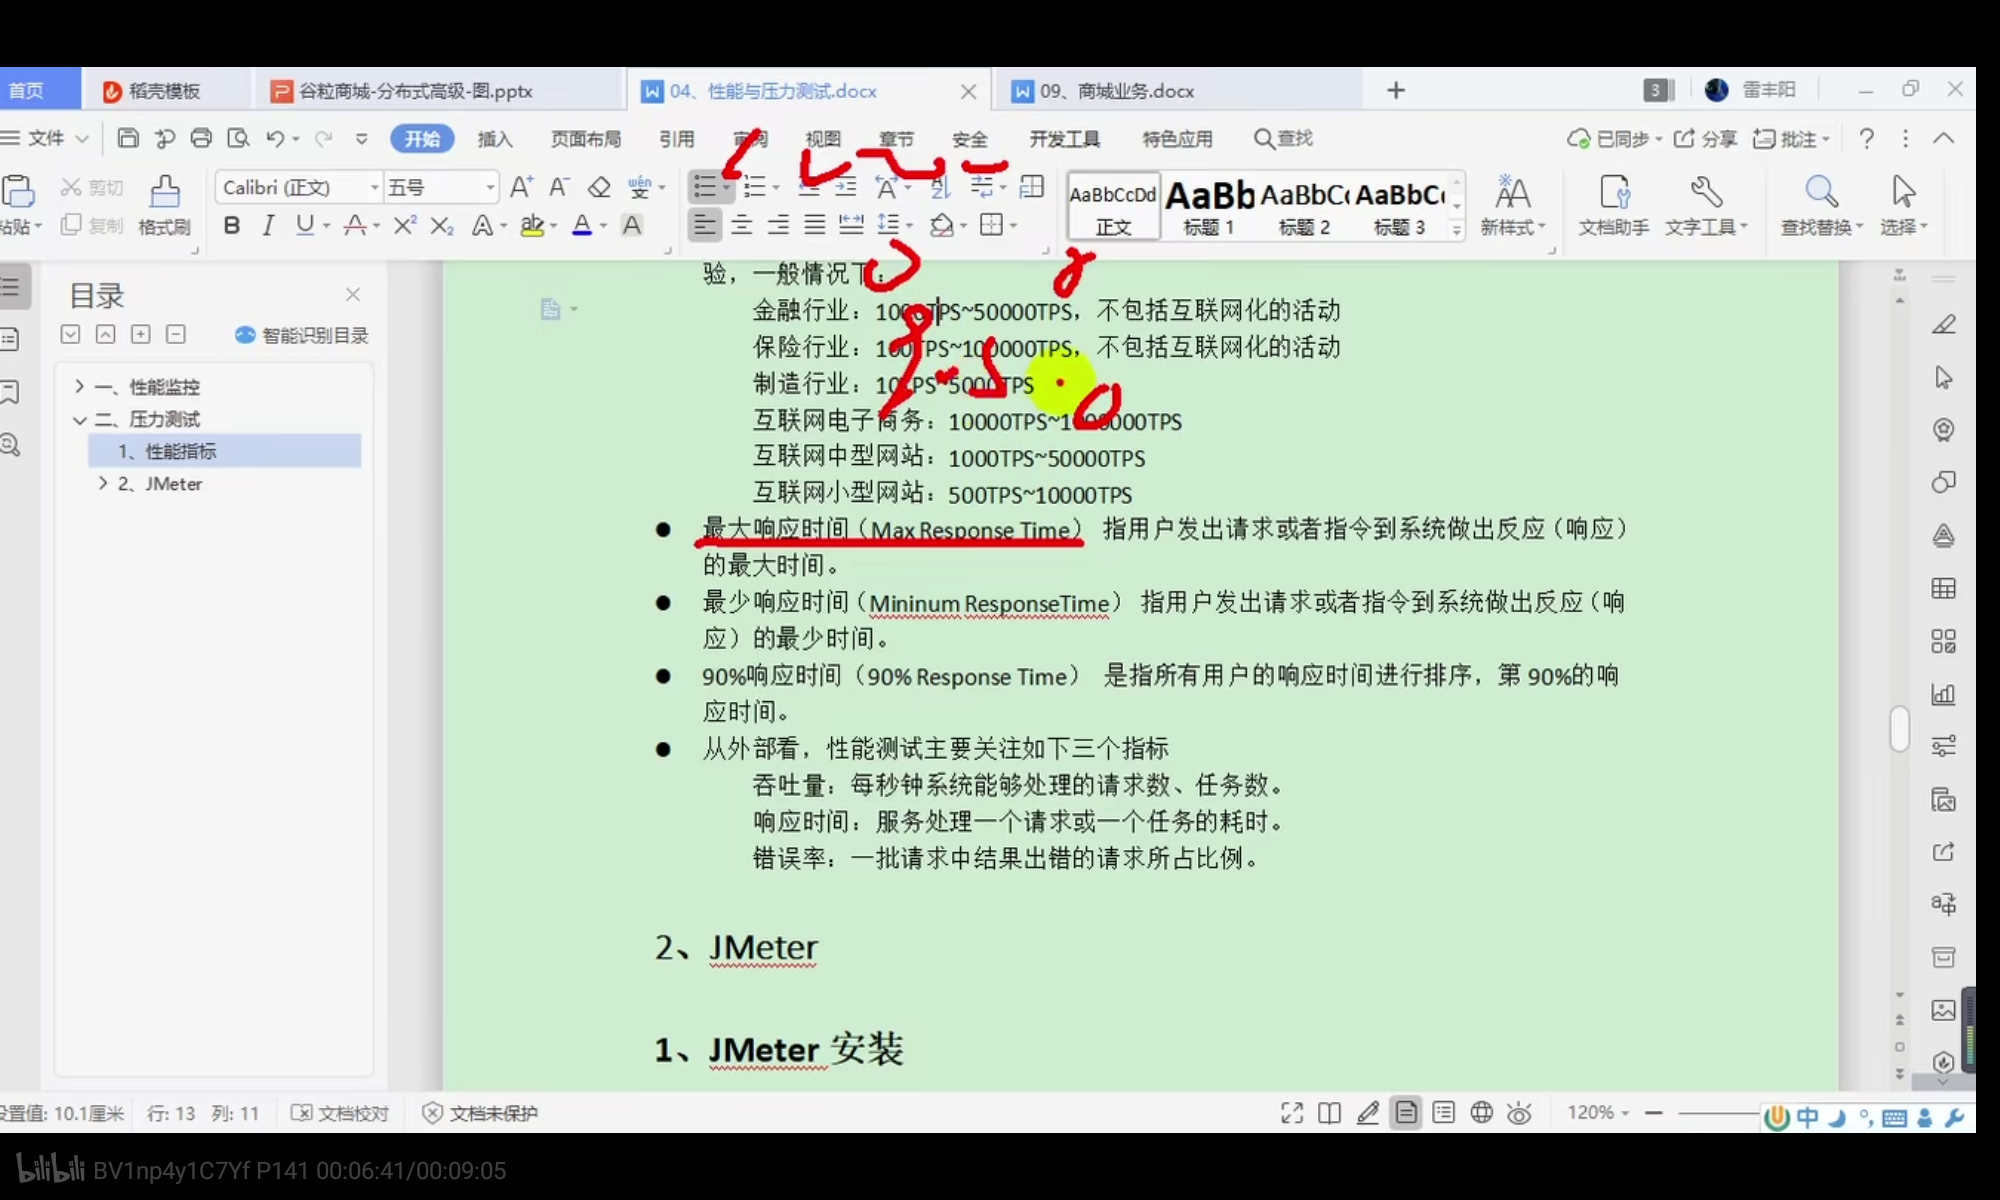 首页 稻壳模板 谷粒商城-分布式高级-图.pptx 04、性能与压力测试.docx 09、商城业务.docx 3 雷丰阳
文件 开始 插入 页面布局 引用 审阅 视图 章节 安全 开发工具 特色应用 查找 已同步 分享 批注
剪切 Calibri (正文) 五号 AaBbCcDd AaBb AaBbC AaBbC
粘贴 复制 格式刷 正文 标题 1 标题 2 标题 3 新样式 文档助手 文字工具 查找替换 选择
目录
智能识别目录
一、性能监控
二、压力测试
1、性能指标
2、JMeter
验，一般情况下：
金融行业：1000TPS~50000TPS，不包括互联网化的活动
保险行业：100TPS~100000TPS，不包括互联网化的活动
制造行业：10TPS~5000TPS
互联网电子商务：10000TPS~1000000TPS
互联网中型网站：1000TPS~50000TPS
互联网小型网站：500TPS~10000TPS
● 最大响应时间（Max Response Time） 指用户发出请求或者指令到系统做出反应（响应）
的最大时间。
● 最少响应时间（Mininum ResponseTime） 指用户发出请求或者指令到系统做出反应（响
应）的最少时间。
● 90%响应时间（90% Response Time） 是指所有用户的响应时间进行排序，第 90%的响
应时间。
● 从外部看，性能测试主要关注如下三个指标
吞吐量：每秒钟系统能够处理的请求数、任务数。
响应时间：服务处理一个请求或一个任务的耗时。
错误率：一批请求中结果出错的请求所占比例。
2、JMeter
1、JMeter 安装
设置值: 10.1厘米 行: 13 列: 11 文档校对 文档未保护 120% 中
bilibili BV1np4y1C7Yf P141 00:06:41/00:09:05